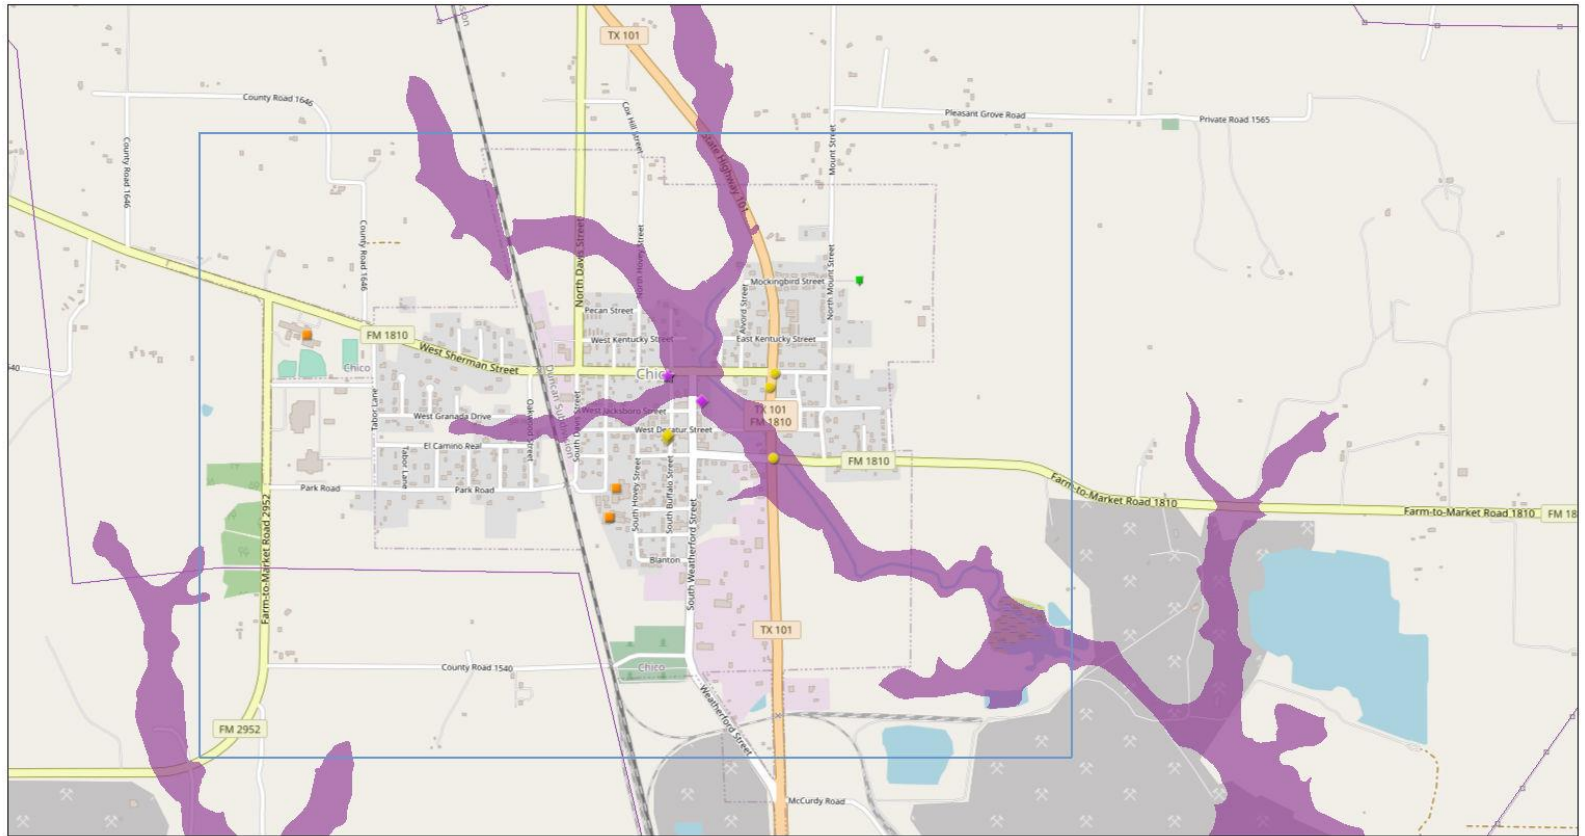 TX 101
County Road 1646
Cox Hill Street
Pleasant Grove Road
Private Road 1565
County Road 1646
Mount Street
State Highway 101
County Road 1646
North Davis Street
North Hovey Street
Mockingbird Street
North Mount Street
Alvord Street
Pecan Street
FM 1810
West Kentucky Street
East Kentucky Street
West Sherman Street
Chico
Chico
Duncan Subdivision
Tabor Lane
West Granada Drive
Oakwood Street
South Davis Street
West Jacksboro Street
TX 101
FM 1810
West Decatur Street
El Camino Real
Tabor Lane
FM 1810
Park Road
Park Road
South Hovey Street
South Buffalo Street
Farm-to-Market Road 1810
Farm-to-Market Road 1810
FM 18
Farm-to-Market Road 2952
South Weatherford Street
Blanton
TX 101
County Road 1540
Chico
Weatherford Street
FM 2952
McCurdy Road